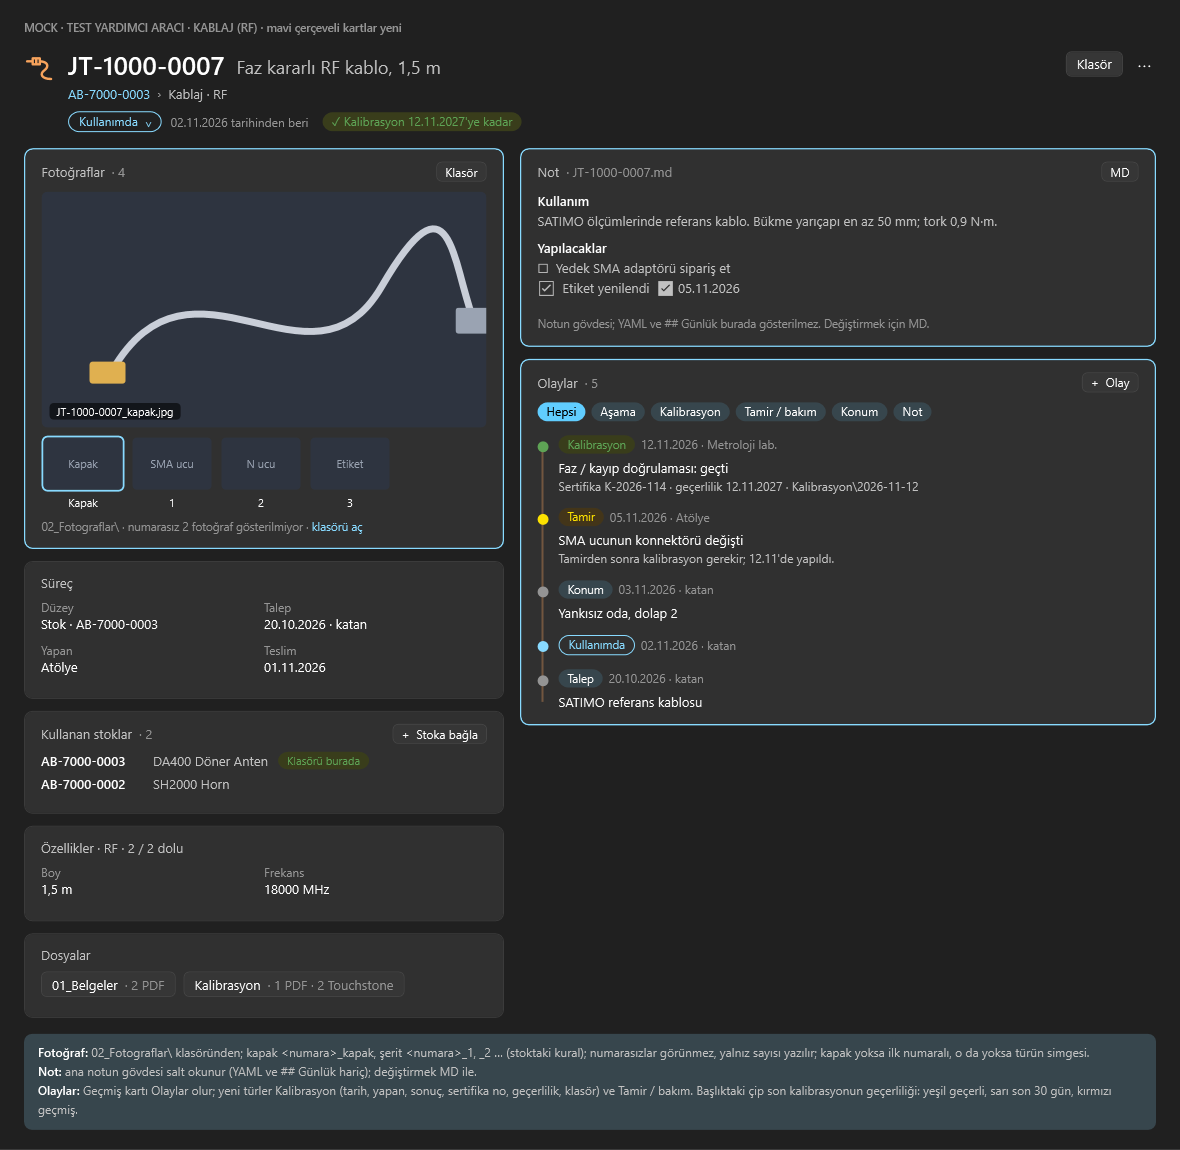 MOCK · TEST YARDIMCI ARACI · KABLAJ (RF) · mavi çerçeveli kartlar yeni
JT-1000-0007 Faz kararlı RF kablo, 1,5 m
Klasör ...
AB-7000-0003 › Kablaj · RF
Kullanımda v 02.11.2026 tarihinden beri ✓ Kalibrasyon 12.11.2027'ye kadar
Fotoğraflar · 4
Klasör
JT-1000-0007_kapak.jpg
Kapak SMA ucu N ucu Etiket
Kapak 1 2 3
02_Fotograflar\ · numarasız 2 fotoğraf gösterilmiyor · klasörü aç
Süreç
Düzey Talep
Stok · AB-7000-0003 20.10.2026 · katan
Yapan Teslim
Atölye 01.11.2026
Kullanan stoklar · 2
+ Stoka bağla
AB-7000-0003 DA400 Döner Anten Klasörü burada
AB-7000-0002 SH2000 Horn
Özellikler · RF · 2 / 2 dolu
Boy Frekans
1,5 m 18000 MHz
Dosyalar
01_Belgeler · 2 PDF Kalibrasyon · 1 PDF · 2 Touchstone
Not · JT-1000-0007.md
MD
Kullanım
SATIMO ölçümlerinde referans kablo. Bükme yarıçapı en az 50 mm; tork 0,9 N·m.
Yapılacaklar
☐ Yedek SMA adaptörü sipariş et
☑ Etiket yenilendi ✅ 05.11.2026
Notun gövdesi; YAML ve ## Günlük burada gösterilmez. Değiştirmek için MD.
Olaylar · 5
+ Olay
Hepsi Aşama Kalibrasyon Tamir / bakım Konum Not
Kalibrasyon 12.11.2026 · Metroloji lab.
Faz / kayıp doğrulaması: geçti
Sertifika K-2026-114 · geçerlilik 12.11.2027 · Kalibrasyon\2026-11-12
Tamir 05.11.2026 · Atölye
SMA ucunun konnektörü değişti
Tamirden sonra kalibrasyon gerekir; 12.11'de yapıldı.
Konum 03.11.2026 · katan
Yankısız oda, dolap 2
Kullanımda 02.11.2026 · katan
Talep 20.10.2026 · katan
SATIMO referans kablosu
Fotoğraf: 02_Fotograflar\ klasöründen; kapak <numara>_kapak, şerit <numara>_1, _2 ... (stoktaki kural); numarasızlar görünmez, yalnız sayısı yazılır; kapak yoksa ilk numaralı, o da yoksa türün simgesi.
Not: ana notun gövdesi salt okunur (YAML ve ## Günlük hariç); değiştirmek MD ile.
Olaylar: Geçmiş kartı Olaylar olur; yeni türler Kalibrasyon (tarih, yapan, sonuç, sertifika no, geçerlilik, klasör) ve Tamir / bakım. Başlıktaki çip son kalibrasyonun geçerliliği: yeşil geçerli, sarı son 30 gün, kırmızı
geçmiş.